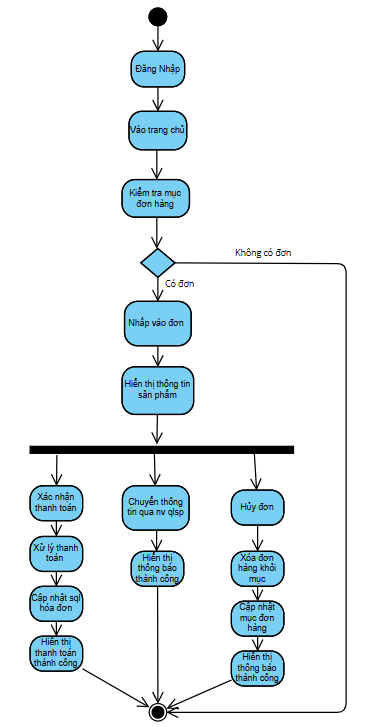 Đăng Nhập
Vào trang chủ
Kiểm tra mục
đơn hàng
Không có đơn
Có đơn
Nhấp vào đơn
Hiển thị thông tin
sản phẩm
Xác nhận
thanh toán
Xử lý thanh
toán
Cập nhật sql
hóa đơn
Hiển thị
thanh toán
thành công
Chuyển thông
tin qua nv qlsp
Hiển thị
thông báo
thành công
Hủy đơn
Xóa đơn
hàng khỏi
mục
Cập nhật
mục đơn
hàng
Hiển thị
thông báo
thành công